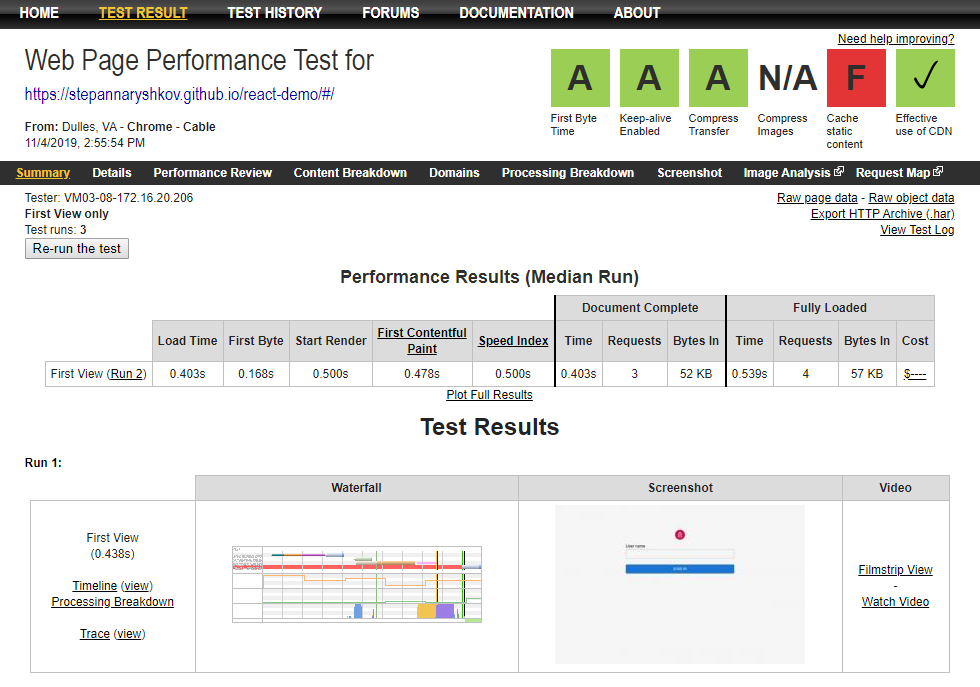 HOME TEST RESULT TEST HISTORY FORUMS DOCUMENTATION ABOUT
Need help improving?
Web Page Performance Test for
https://stepannaryshkov.github.io/react-demo/#/
From: Dulles, VA - Chrome - Cable
11/4/2019, 2:55:54 PM
A A A N/A F ✓
First Byte Time
Keep-alive Enabled
Compress Transfer
Compress Images
Cache static content
Effective use of CDN
Summary Details Performance Review Content Breakdown Domains Processing Breakdown Screenshot Image Analysis Request Map
Tester: VM03-08-172.16.20.206
First View only
Test runs: 3
Re-run the test
Raw page data - Raw object data
Export HTTP Archive (.har)
View Test Log
Performance Results (Median Run)
Document Complete Fully Loaded
Load Time First Byte Start Render First Contentful Paint Speed Index Time Requests Bytes In Time Requests Bytes In Cost
First View (Run 2) 0.403s 0.168s 0.500s 0.478s 0.500s 0.403s 3 52 KB 0.539s 4 57 KB $----
Plot Full Results
Test Results
Run 1:
Waterfall Screenshot Video
First View
(0.438s)
Timeline (view)
Processing Breakdown
Trace (view)
User name
SIGN IN
Filmstrip View
-
Watch Video